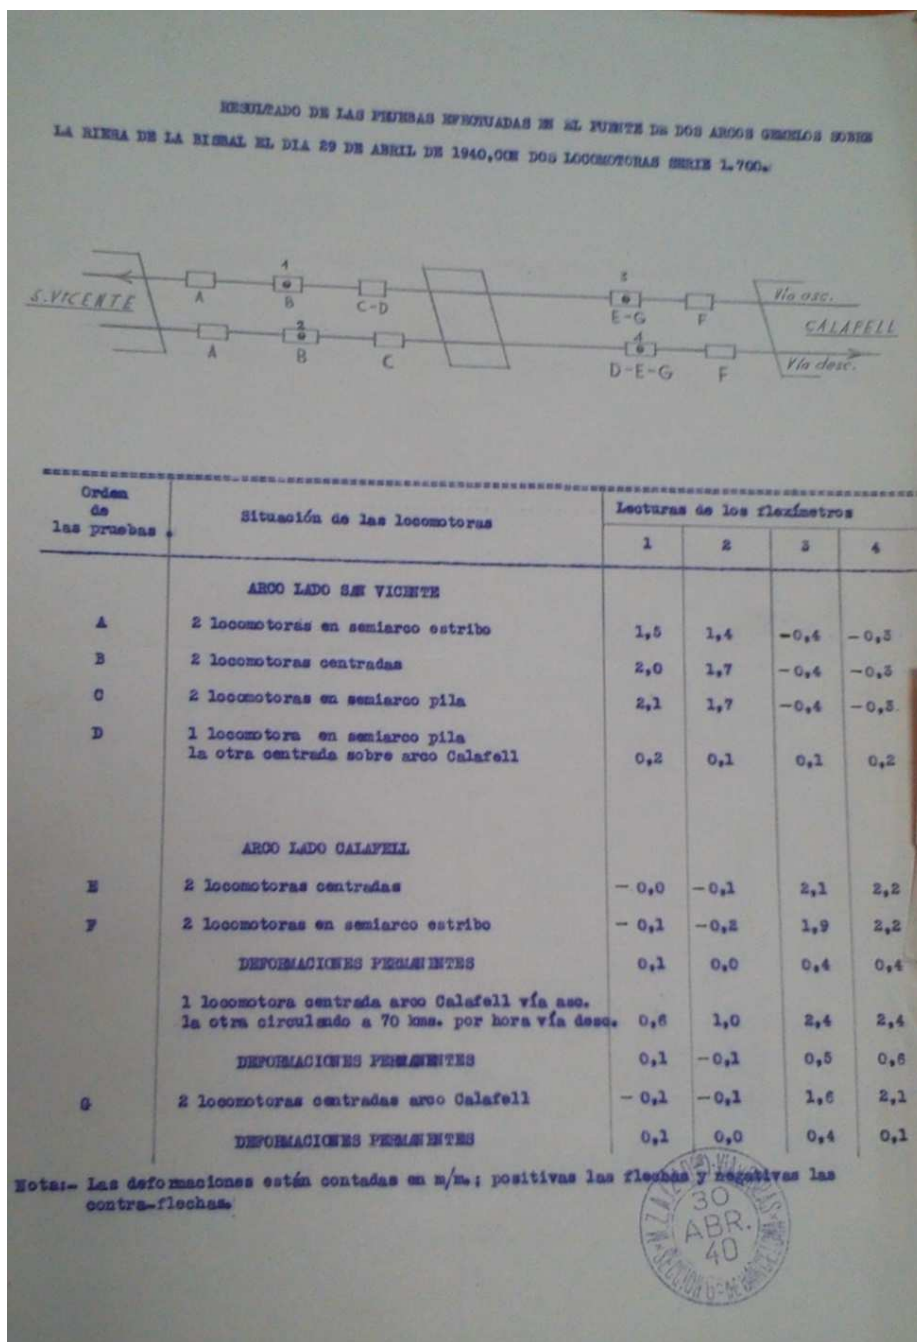 RESULTADO DE LAS PRUEBAS EFECTUADAS EN EL PUENTE DE DOS ARCOS GEMELOS SOBRE
LA RIERA DE LA BISBAL EL DIA 29 DE ABRIL DE 1940, CON DOS LOCOMOTORAS SERIE 1.700.
1 3
S.VICENTE A B C-D E-G F Vía asc.
CALAFELL
2 4
A B C D-E-G F Vía desc.
Orden de las pruebas. Situación de las locomotoras Lecturas de los flexímetros
1 2 3 4
ARCO LADO SAN VICENTE
A 2 locomotoras en semiarco estribo 1,5 1,4 -0,4 -0,3
B 2 locomotoras centradas 2,0 1,7 -0,4 -0,3
C 2 locomotoras en semiarco pila 2,1 1,7 -0,4 -0,3
D 1 locomotora en semiarco pila
la otra centrada sobre arco Calafell 0,2 0,1 0,1 0,2
ARCO LADO CALAFELL
E 2 locomotoras centradas -0,0 -0,1 2,1 2,2
F 2 locomotoras en semiarco estribo -0,1 -0,2 1,9 2,2
DEFORMACIONES PERMANENTES 0,1 0,0 0,4 0,4
1 locomotora centrada arco Calafell vía asc.
la otra circulando a 70 kms. por hora vía desc. 0,6 1,0 2,4 2,4
DEFORMACIONES PERMANENTES 0,1 -0,1 0,5 0,6
G 2 locomotoras centradas arco Calafell -0,1 -0,1 1,6 2,1
DEFORMACIONES PERMANENTES 0,1 0,0 0,4 0,1
Nota:- Las deformaciones están contadas en m/m.; positivas las flechas y negativas las
contra-flechas.
30
ABR.
40